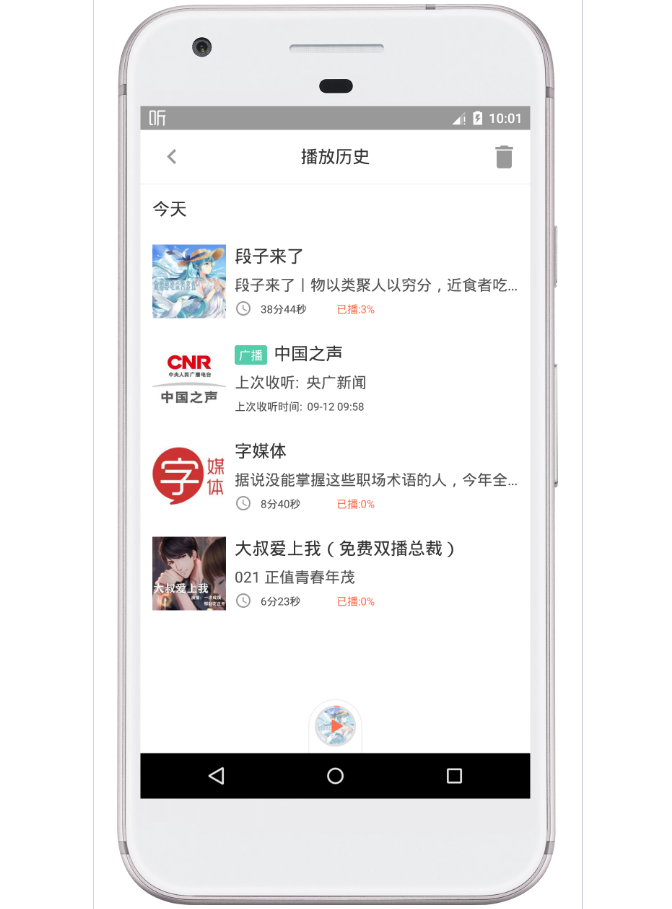 听
10:01
播放历史
今天
段子来了
段子来了丨物以类聚人以穷分，近食者吃...
38分44秒 已播:3%
CNR
中央人民广播电台
中国之声
广播 中国之声
上次收听: 央广新闻
上次收听时间: 09-12 09:58
字媒体
字媒体
据说没能掌握这些职场术语的人，今年全...
8分40秒 已播:0%
大叔爱上我
大叔爱上我（免费双播总裁）
021 正值青春年茂
6分23秒 已播:0%